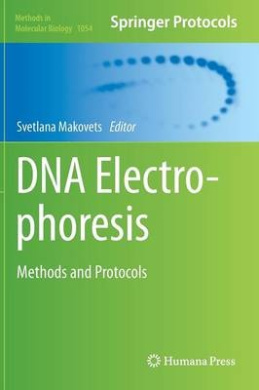 Methods in
Molecular Biology 1054
Springer Protocols
Svetlana Makovets Editor
DNA Electro-
phoresis
Methods and Protocols
Humana Press